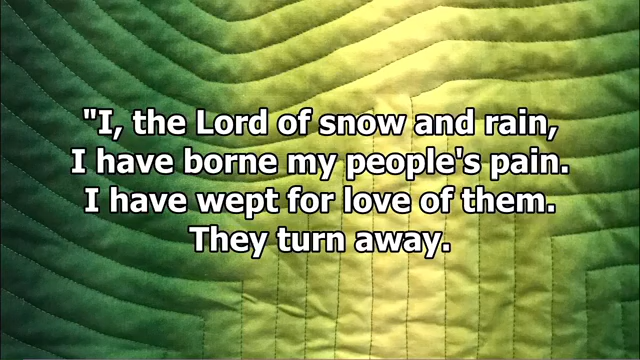 "I, the Lord of snow and rain,
I have borne my people's pain.
I have wept for love of them.
They turn away.